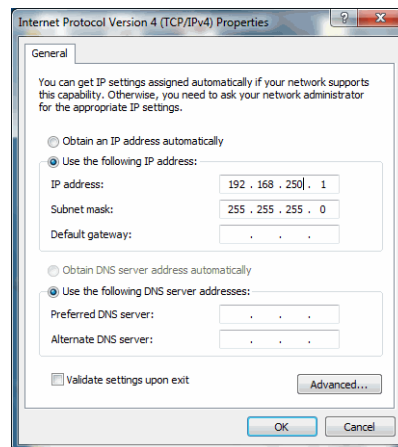 Internet Protocol Version 4 (TCP/IPv4) Properties
General
You can get IP settings assigned automatically if your network supports
this capability. Otherwise, you need to ask your network administrator
for the appropriate IP settings.
Obtain an IP address automatically
Use the following IP address:
IP address: 192 . 168 . 250 . 1
Subnet mask: 255 . 255 . 255 . 0
Default gateway: . . .
Obtain DNS server address automatically
Use the following DNS server addresses:
Preferred DNS server: . . .
Alternate DNS server: . . .
Validate settings upon exit
Advanced...
OK Cancel